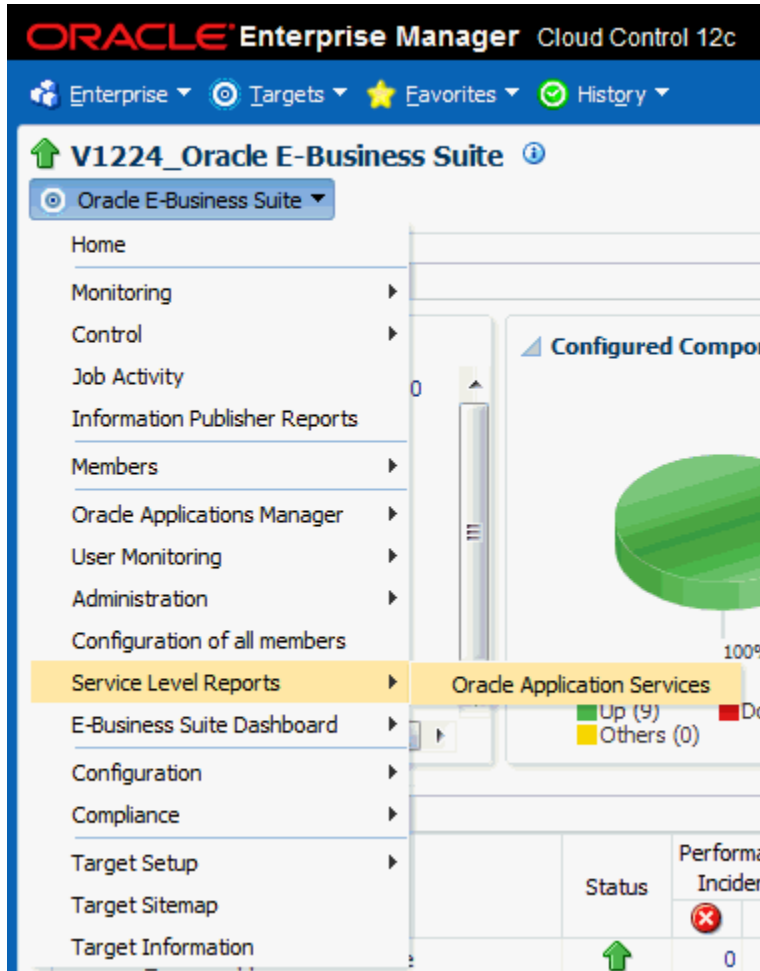 ORACLE Enterprise Manager Cloud Control 12c
Enterprise Targets Favorites History
V1224_Oracle E-Business Suite
Oracle E-Business Suite
Home
Monitoring
Control
Job Activity
Information Publisher Reports
Members
Oracle Applications Manager
User Monitoring
Administration
Configuration of all members
Service Level Reports
Oracle Application Services
E-Business Suite Dashboard
Configuration
Compliance
Target Setup
Target Sitemap
Target Information
0
Configured
100%
Up (9)
Others (0)
Status
0